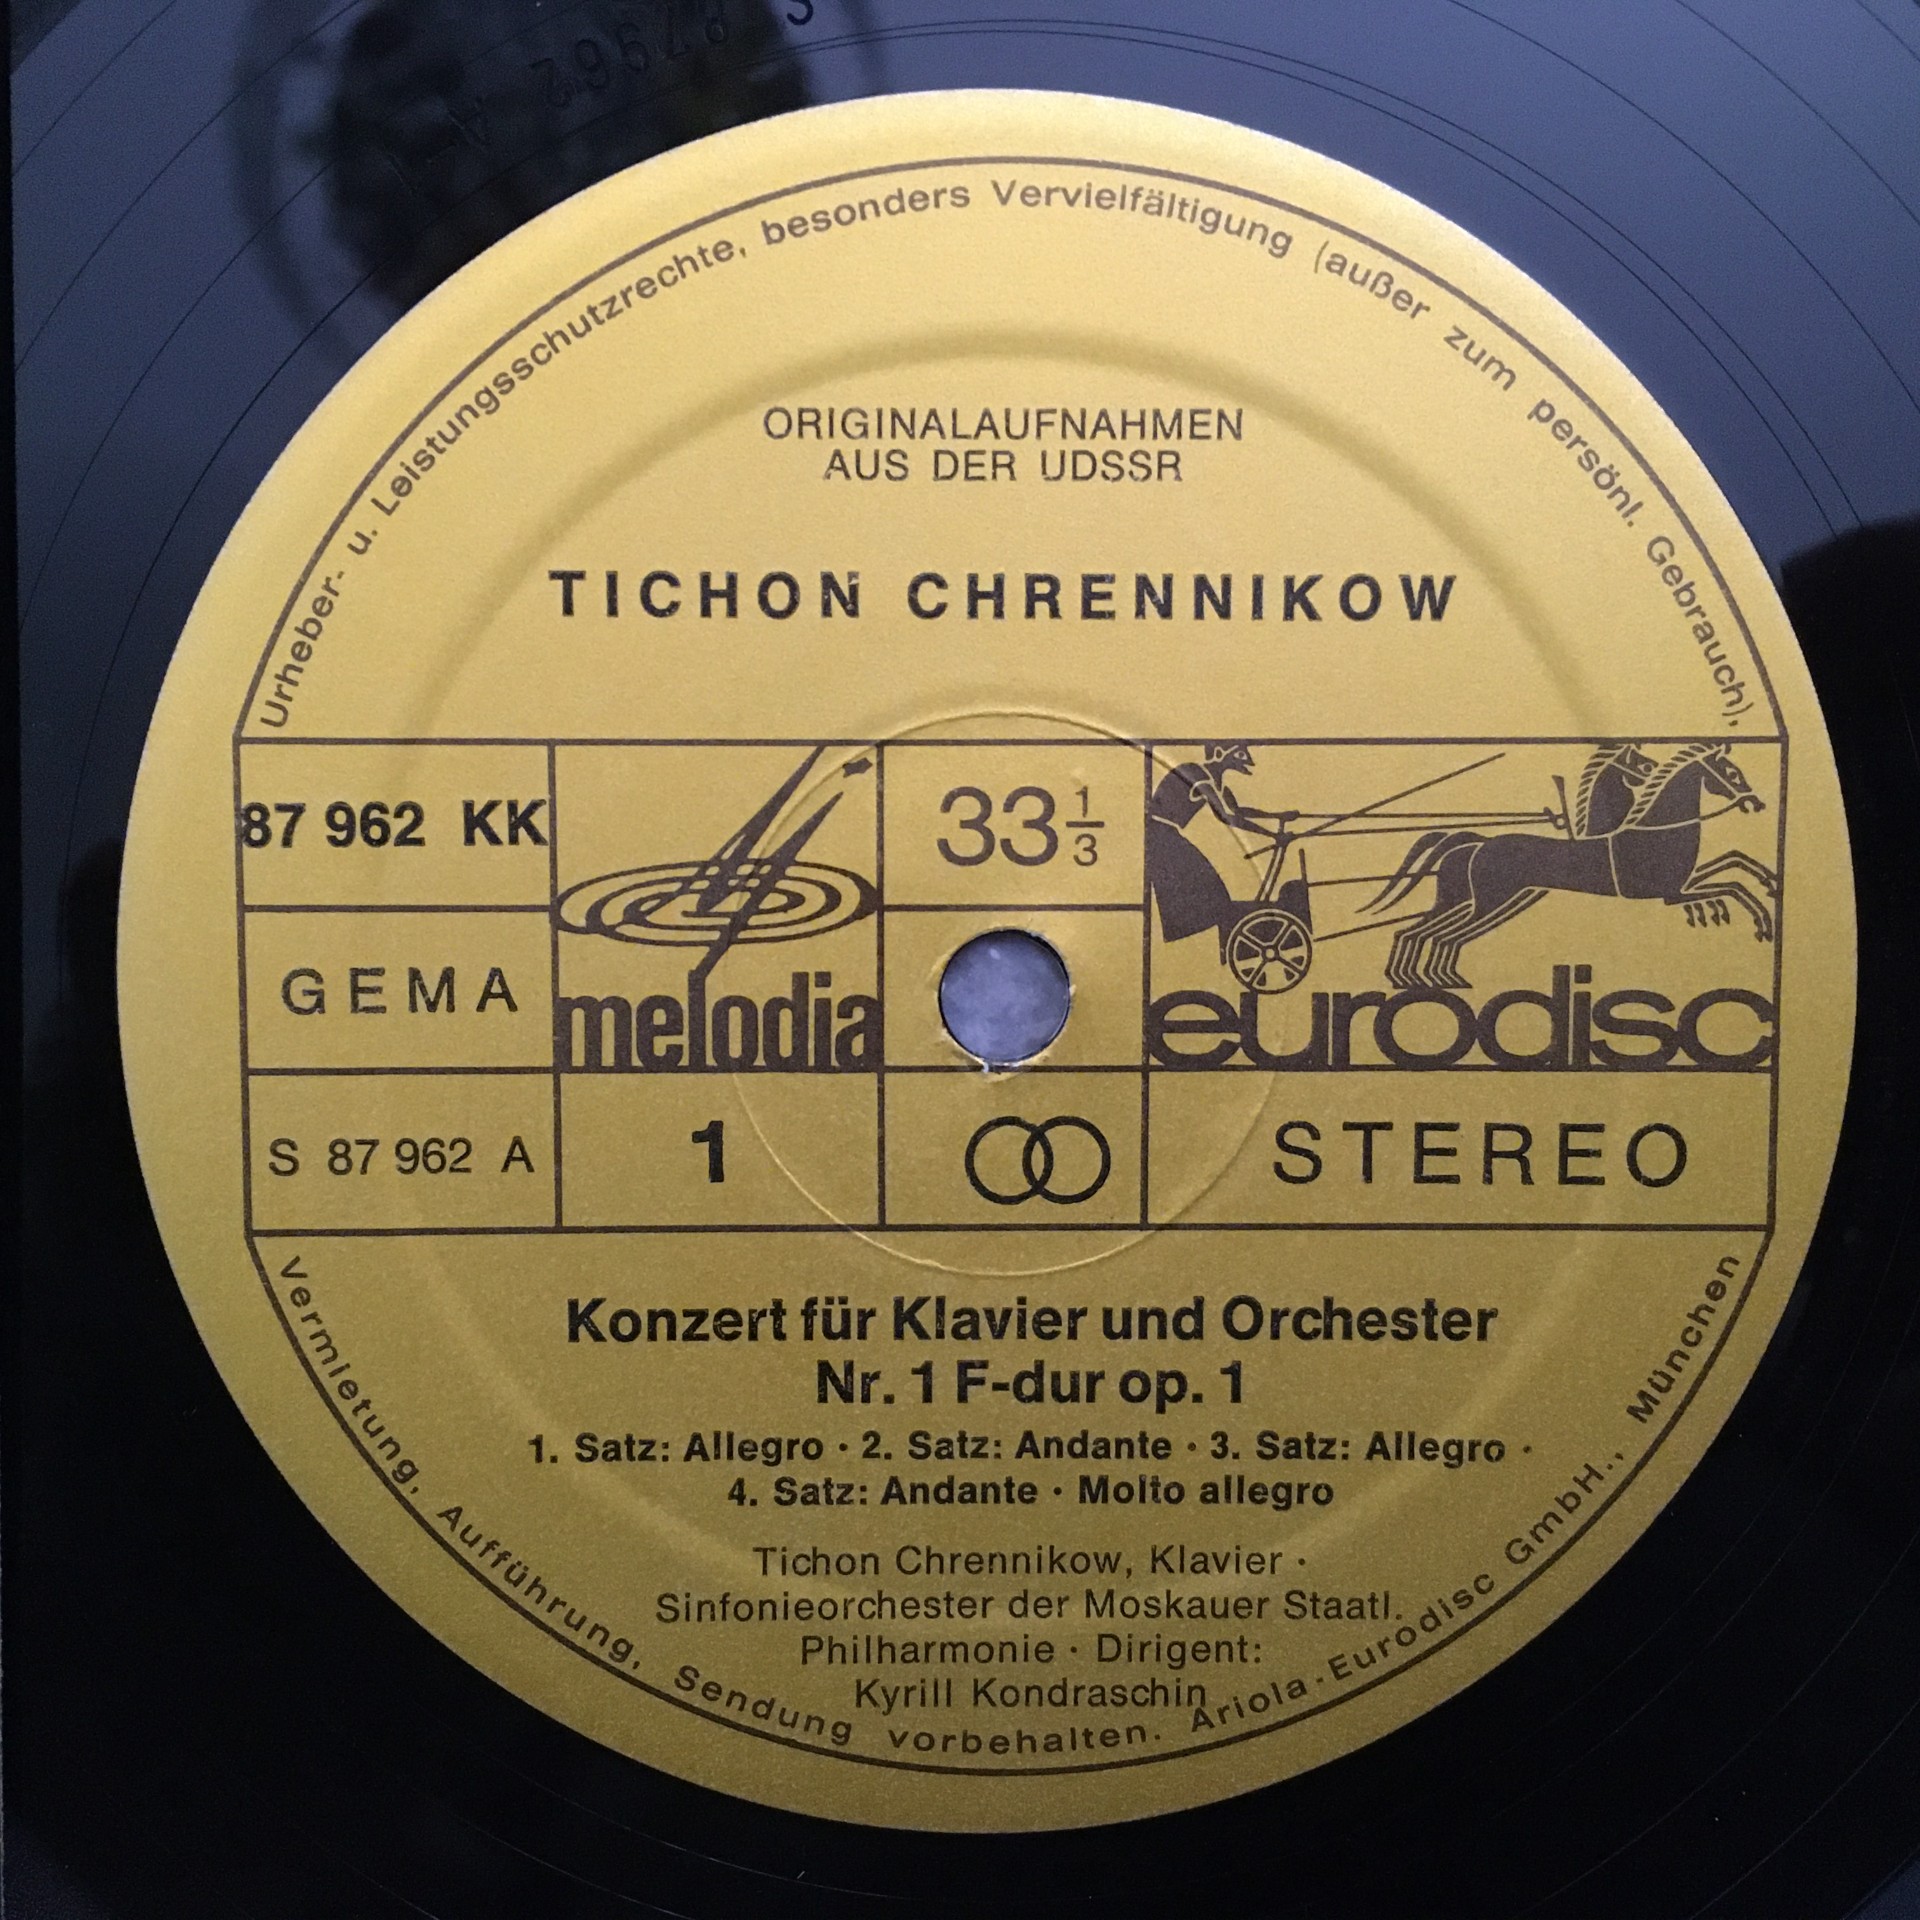 S 87962 A
Urheber- u. Leistungsschutzrechte, besonders Vervielfältigung (außer zum persönl. Gebrauch),
ORIGINALAUFNAHMEN
AUS DER UDSSR
TICHON CHRENNIKOW
87 962 KK
33 1/3
GEMA
melodia
eurodisc
S 87 962 A
1
STEREO
Konzert für Klavier und Orchester
Nr. 1 F-dur op. 1
1. Satz: Allegro · 2. Satz: Andante · 3. Satz: Allegro ·
4. Satz: Andante · Molto allegro
Tichon Chrennikow, Klavier ·
Sinfonieorchester der Moskauer Staatl.
Philharmonie · Dirigent:
Kyrill Kondraschin
Vermietung, Aufführung, Sendung vorbehalten. Ariola-Eurodisc GmbH., München